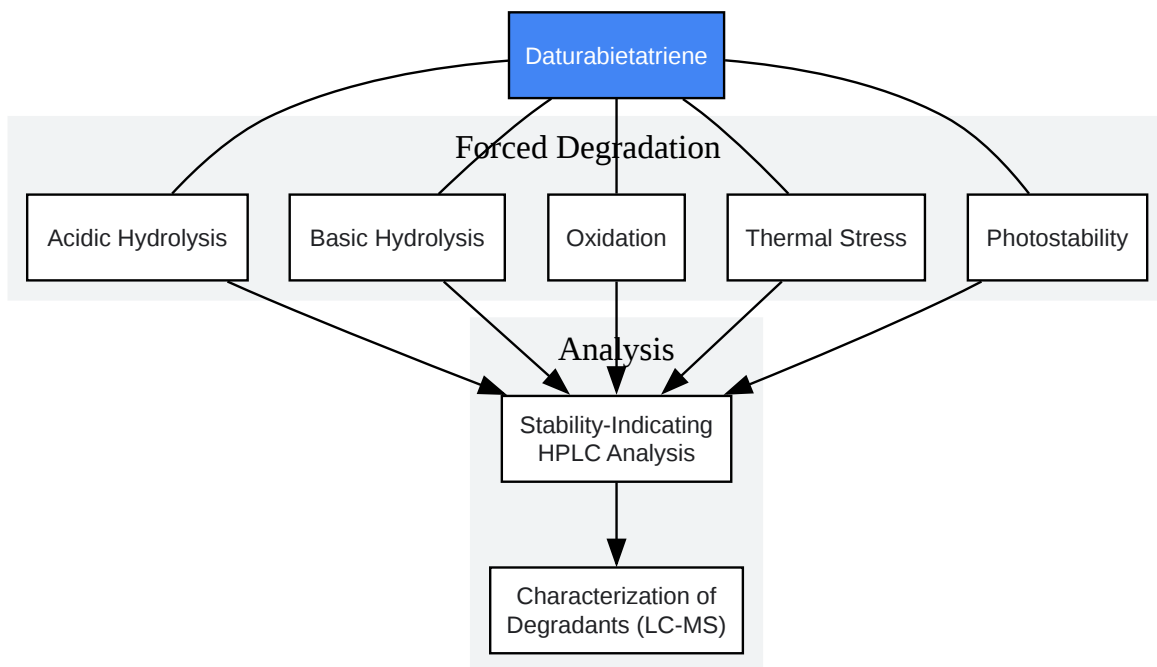 Daturabietatriene
Forced Degradation
Acidic Hydrolysis
Basic Hydrolysis
Oxidation
Thermal Stress
Photostability
Analysis
Stability-Indicating
HPLC Analysis
Characterization of
Degradants (LC-MS)